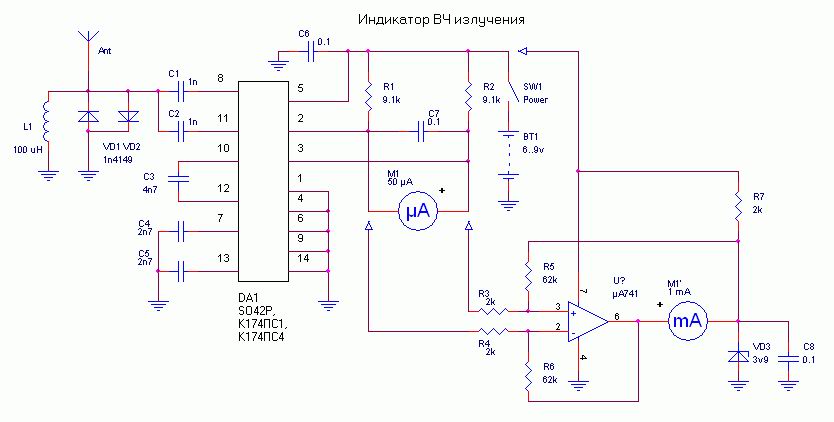 Индикатор ВЧ излучения
Ant
L1
100 uH
VD1 VD2
1n4149
C1
1n
C2
1n
C3
4n7
C4
2n7
C5
2n7
8
11
10
12
7
13
5
2
3
1
4
6
9
14
DA1
SO42P,
К174ПС1,
К174ПС4
C6
0.1
R1
9.1k
R2
9.1k
C7
0.1
SW1
Power
BT1
6..9v
M1
50 µA
+
µA
R3
2k
R4
2k
R5
62k
R6
62k
U?
µA741
3
+
2
-
7
4
6
M1'
1 mA
+
mA
R7
2k
VD3
3v9
C8
0.1